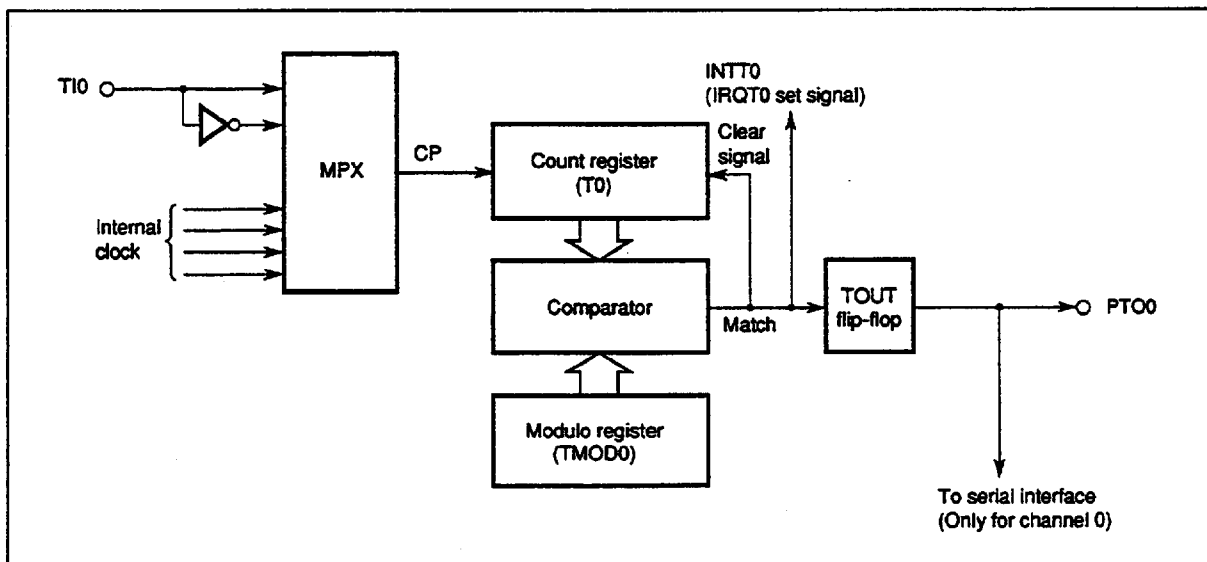 TI0
MPX
Internal
clock
CP
Count register
(T0)
Clear
signal
INTT0
(IRQT0 set signal)
Comparator
Match
TOUT
flip-flop
PTO0
Modulo register
(TMOD0)
To serial interface
(Only for channel 0)